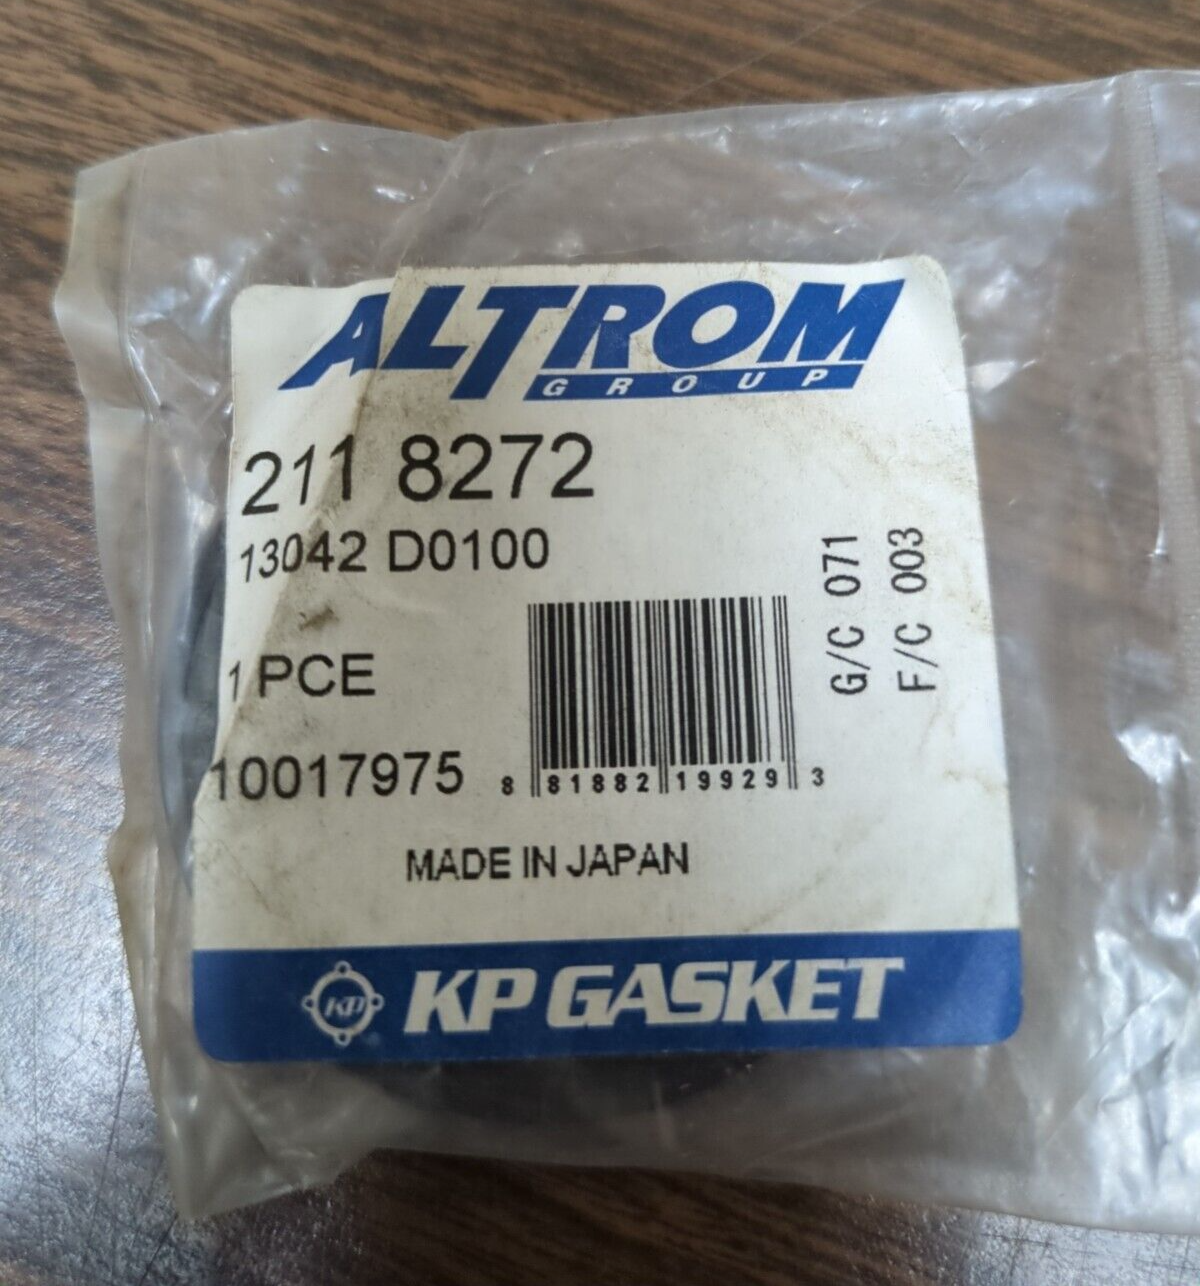 ALTROM
GROUP
211 8272
13042 D0100
1 PCE
G/C 071
F/C 003
10017975
8 81882 19929 3
MADE IN JAPAN
KP KP GASKET